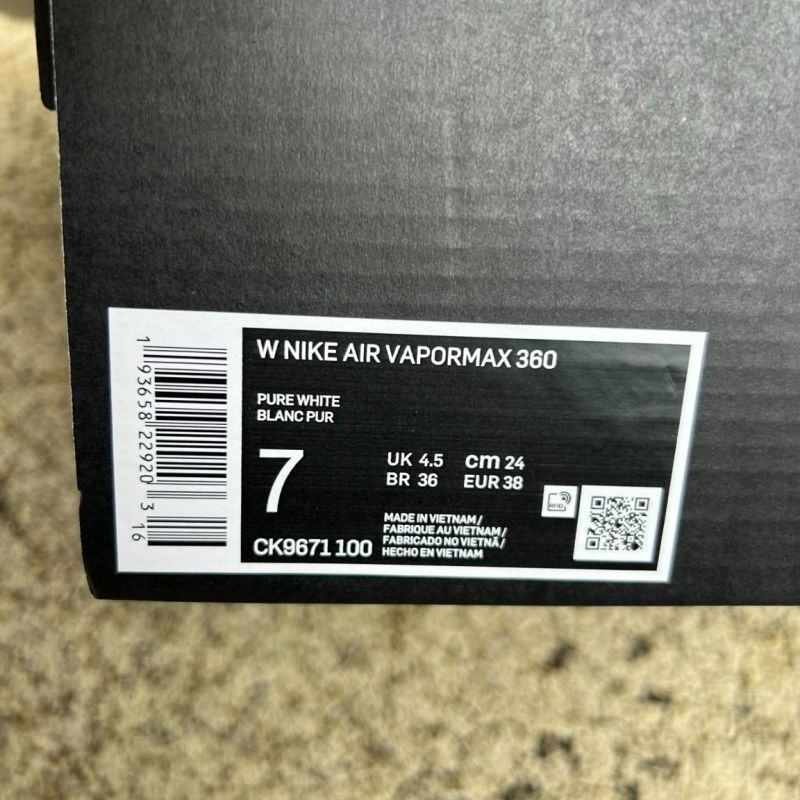 W NIKE AIR VAPORMAX 360
PURE WHITE
BLANC PUR
7
UK 4.5 cm 24
BR 36 EUR 38
CK9671 100
MADE IN VIETNAM /
FABRIQUE AU VIETNAM /
FABRICADO NO VIETNÃ /
HECHO EN VIETNAM
RFID
1 93658 22920 3 16